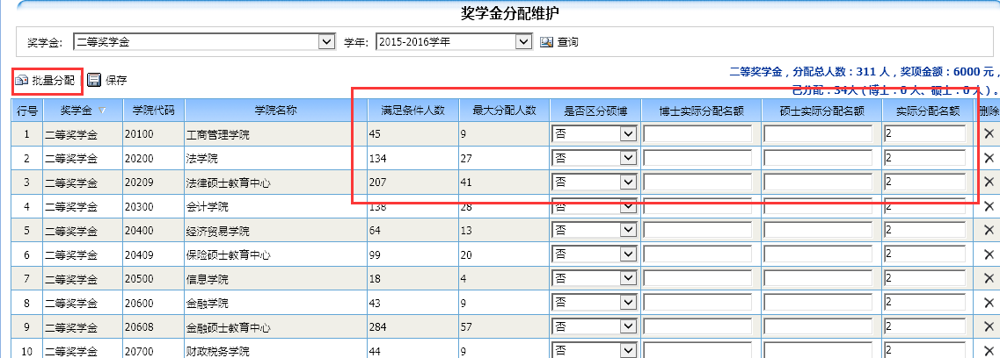 奖学金分配维护
奖学金: 二等奖学金 学年: 2015-2016学年 查询
二等奖学金，分配总人数：311 人，奖项金额：6000 元，
批量分配 保存
已分配：34人（博士：0 人、硕士：0 人）。
行号 奖学金 学院代码 学院名称 满足条件人数 最大分配人数 是否区分硕博 博士实际分配名额 硕士实际分配名额 实际分配名额 删除
1 二等奖学金 20100 工商管理学院 45 9 否 2
2 二等奖学金 20200 法学院 134 27 否 2
3 二等奖学金 20209 法律硕士教育中心 207 41 否 2
4 二等奖学金 20300 会计学院 138 28 否 2
5 二等奖学金 20400 经济贸易学院 64 13 否 2
6 二等奖学金 20409 保险硕士教育中心 99 20 否 2
7 二等奖学金 20500 信息学院 18 4 否 2
8 二等奖学金 20600 金融学院 43 9 否 2
9 二等奖学金 20608 金融硕士教育中心 284 57 否 2
10 二等奖学金 20700 财政税务学院 44 9 否 2